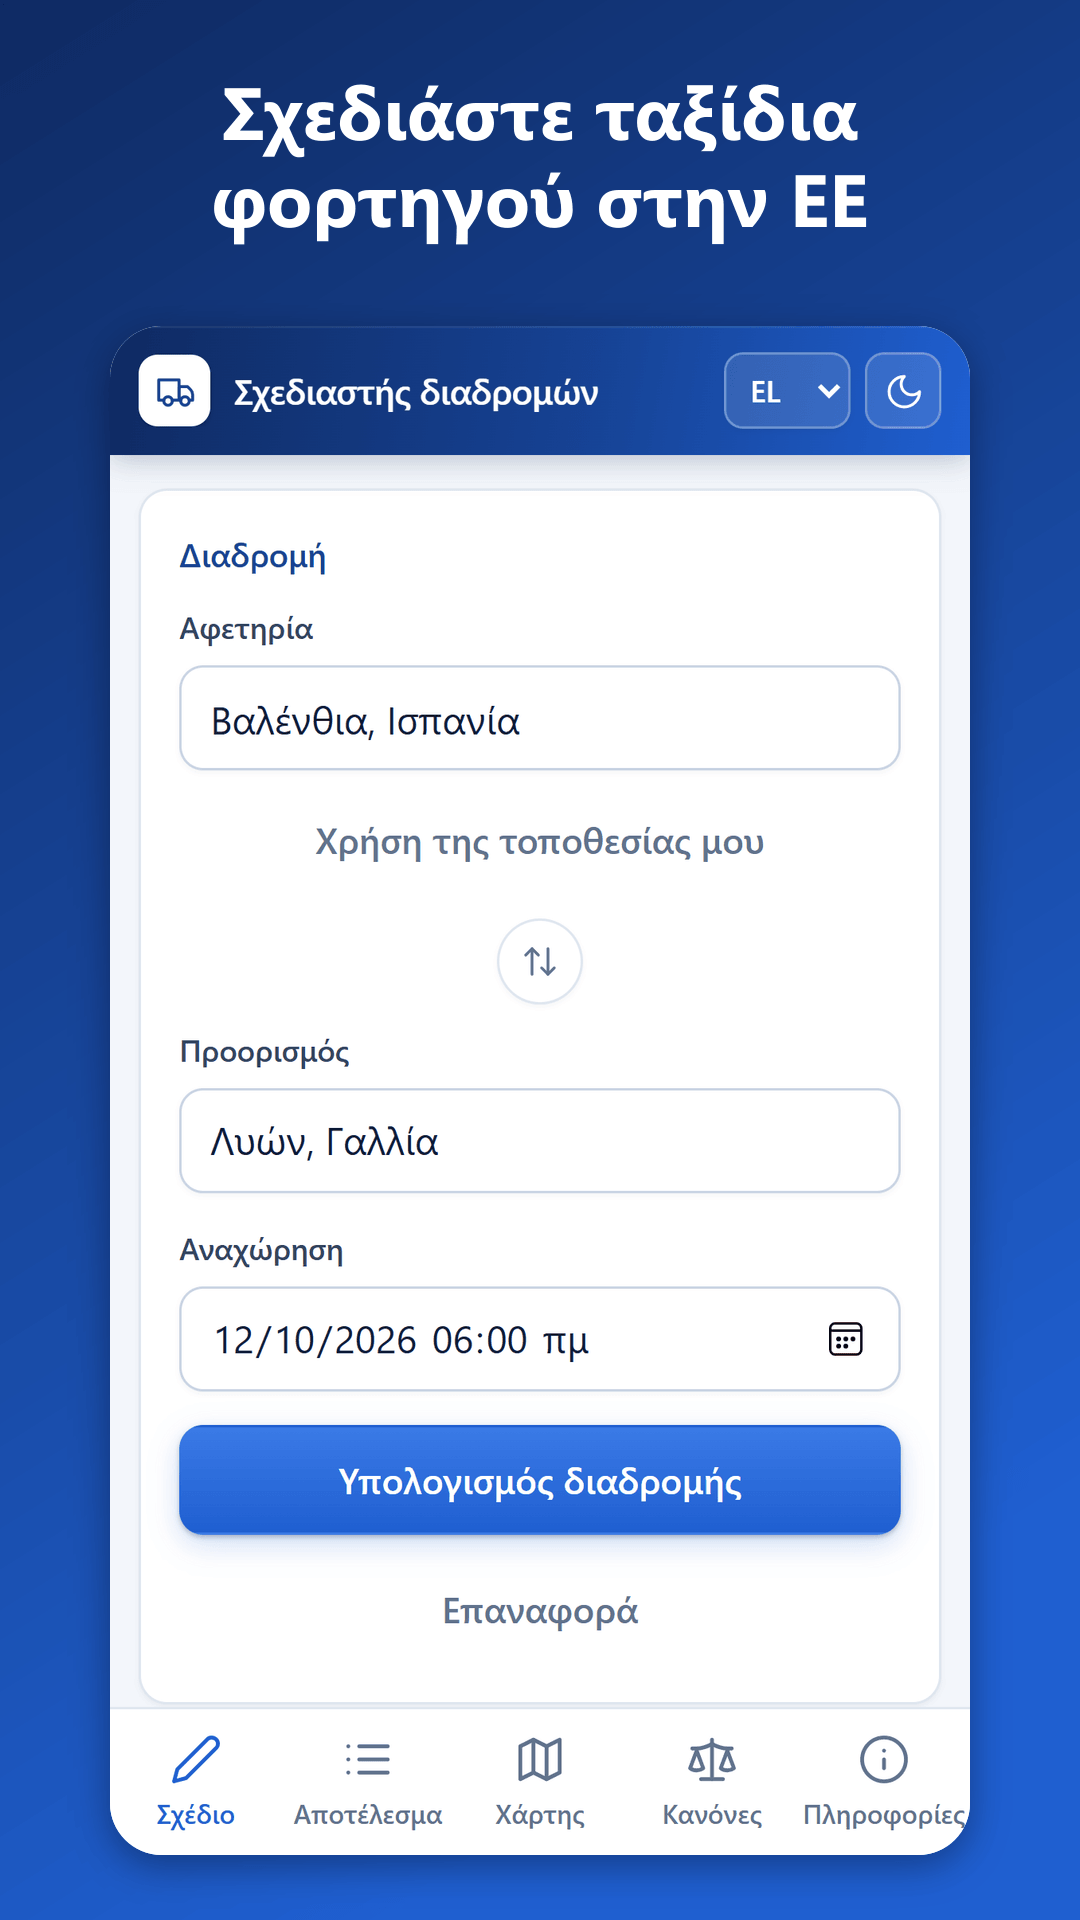 Σχεδιάστε ταξίδια
φορτηγού στην ΕΕ
Σχεδιαστής διαδρομών
EL
Διαδρομή
Αφετηρία
Βαλένθια, Ισπανία
Χρήση της τοποθεσίας μου
Προορισμός
Λυών, Γαλλία
Αναχώρηση
12/10/2026 06:00 πμ
Υπολογισμός διαδρομής
Επαναφορά
Σχέδιο
Αποτέλεσμα
Χάρτης
Κανόνες
Πληροφορίες